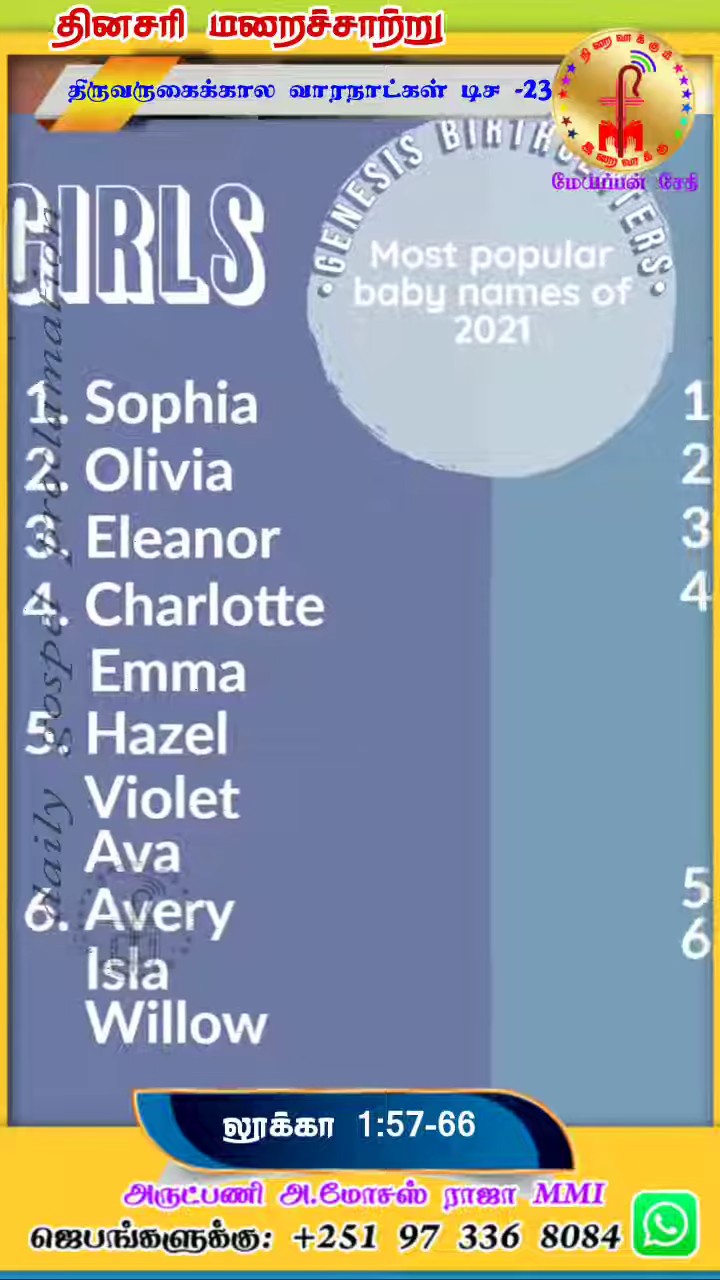 தினசரி மறைச்சாற்று
திருவருகைக்கால வாரநாட்கள் டிச -23
நிறைவாக்குக்
இறைவாக்கு
மேய்ப்பன் சேதி
GIRLS
GENESIS BIRTH
Most popular
baby names of
2021
1. Sophia
2. Olivia
3. Eleanor
4. Charlotte
Emma
5. Hazel
Violet
Ava
6. Avery
Isla
Willow
1
2
3
4
5
6
daily gospel proclamation
லூக்கா 1:57-66
அருட்பணி அ.மோசஸ் ராஜா MMI
ஜெபங்களுக்கு: +251 97 336 8084